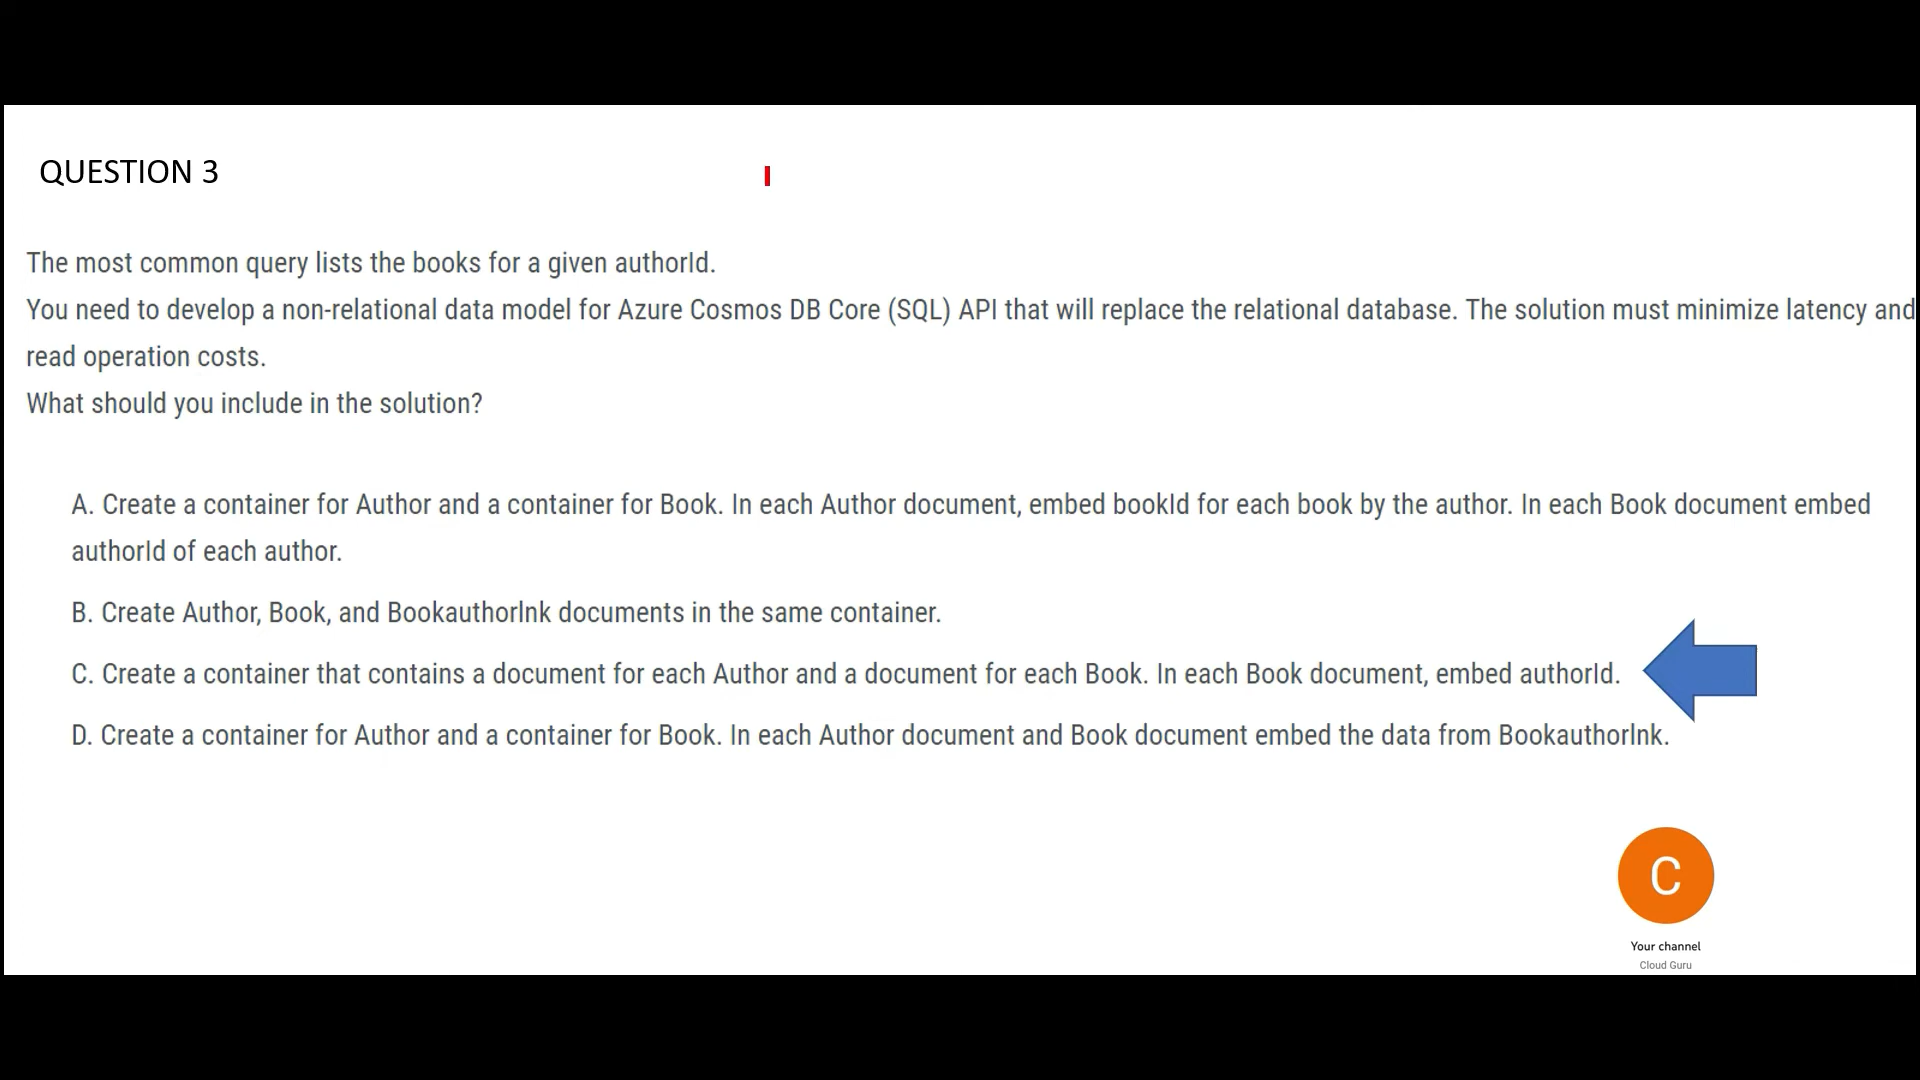 QUESTION 3
The most common query lists the books for a given authorId.
You need to develop a non-relational data model for Azure Cosmos DB Core (SQL) API that will replace the relational database. The solution must minimize latency and
read operation costs.
What should you include in the solution?
A. Create a container for Author and a container for Book. In each Author document, embed bookId for each book by the author. In each Book document embed
authorId of each author.
B. Create Author, Book, and Bookauthorlnk documents in the same container.
C. Create a container that contains a document for each Author and a document for each Book. In each Book document, embed authorId.
D. Create a container for Author and a container for Book. In each Author document and Book document embed the data from Bookauthorlnk.
C
Your channel
Cloud Guru